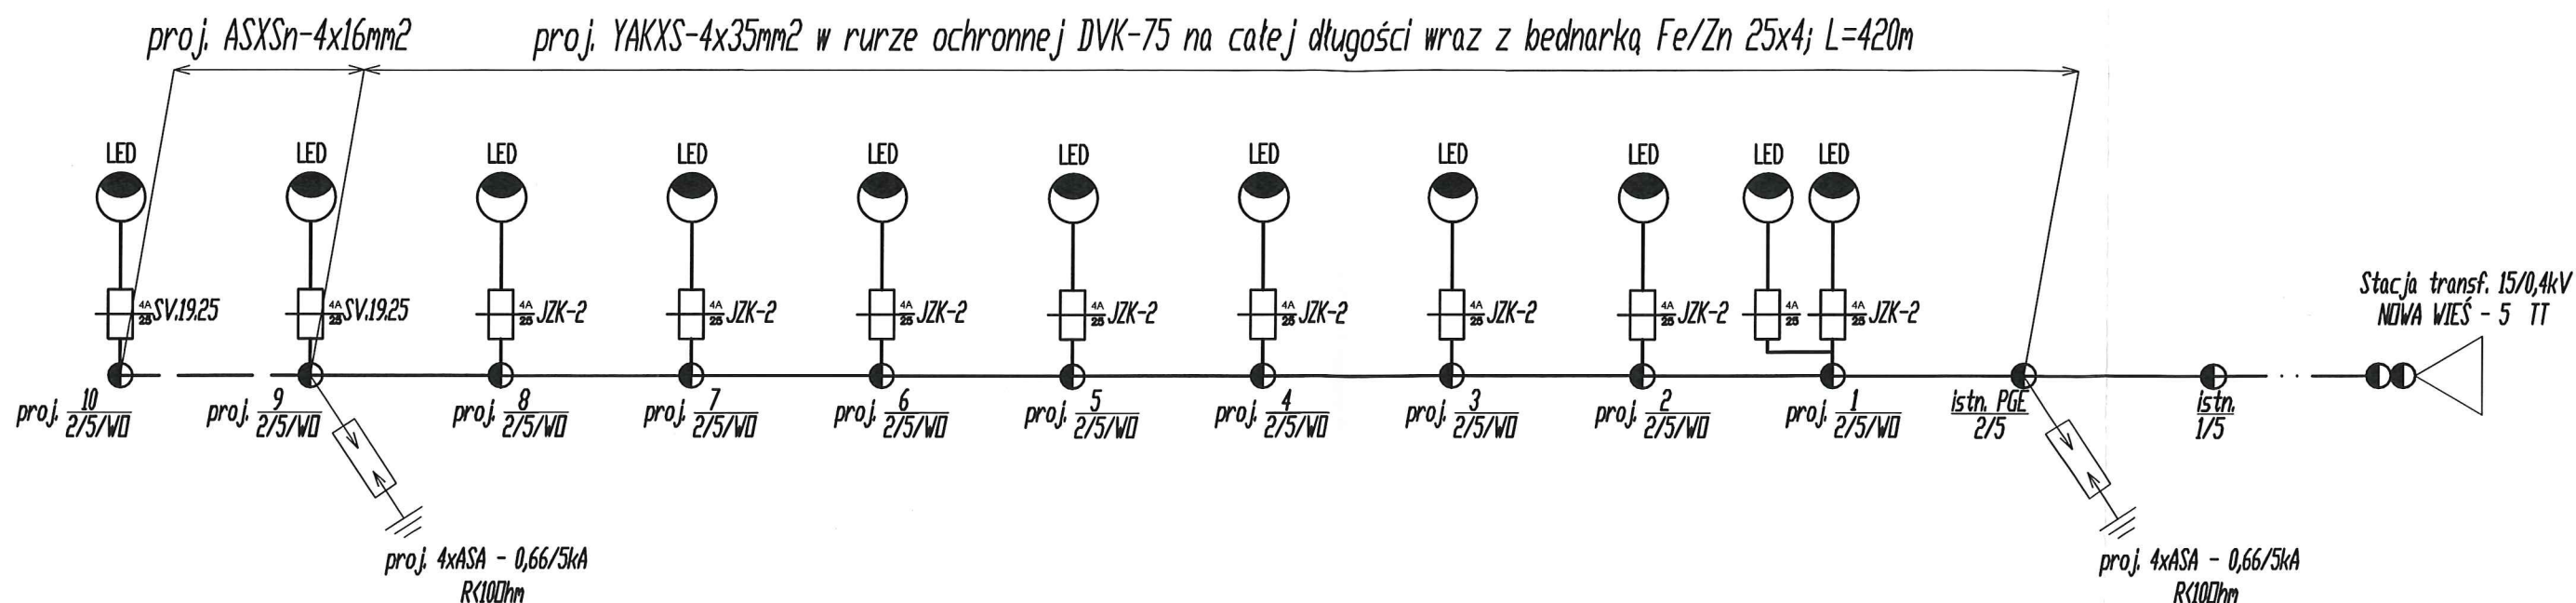 proj. ASXSn-4x16mm2
proj. YAKXS-4x35mm2 w rurze ochronnej DVK-75 na całej długości wraz z bednarką Fe/Zn 25x4; L=420m
LED LED LED LED LED LED LED LED LED LED LED
4A
25 SV.19.25
4A
25 SV.19.25
4A
25 JZK-2
4A
25 JZK-2
4A
25 JZK-2
4A
25 JZK-2
4A
25 JZK-2
4A
25 JZK-2
4A
25 JZK-2
4A
25
4A
25 JZK-2
Stacja transf. 15/0,4kV
NOWA WIEŚ - 5 TT
proj. 10
2/5/WO
proj. 9
2/5/WO
proj. 8
2/5/WO
proj. 7
2/5/WO
proj. 6
2/5/WO
proj. 5
2/5/WO
proj. 4
2/5/WO
proj. 3
2/5/WO
proj. 2
2/5/WO
proj. 1
2/5/WO
istn. PGE
2/5
istn.
1/5
proj. 4xASA - 0,66/5kA
R<10Ohm
proj. 4xASA - 0,66/5kA
R<10Ohm